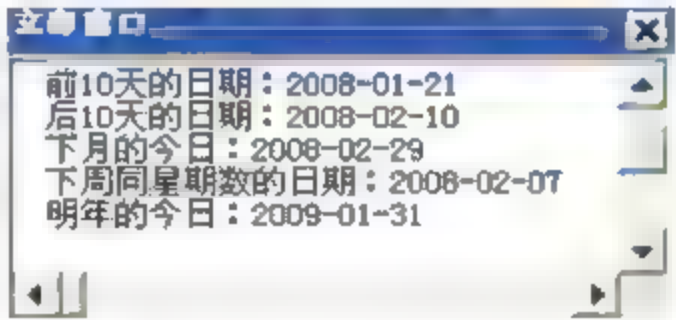 前10天的日期：2008-01-21
后10天的日期：2008-02-10
下月的今日：2008-02-29
下周同星期数的日期：2008-02-07
明年的今日：2009-01-31